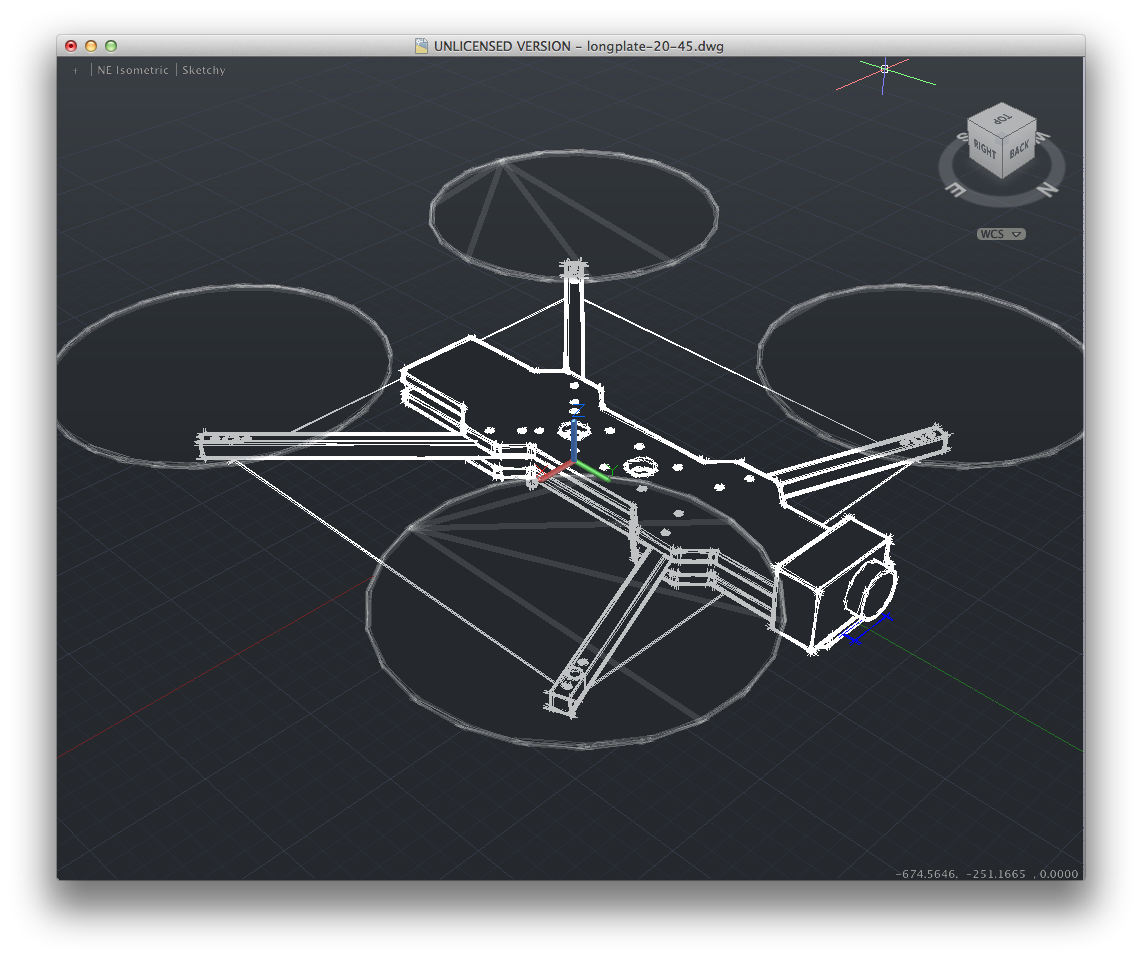 UNLICENSED VERSION - longplate-20-45.dwg
+ | NE Isometric | Sketchy
TOP
RIGHT
BACK
S
W
E
N
WCS
Z
Y
-674.5646, -251.1665 , 0.0000